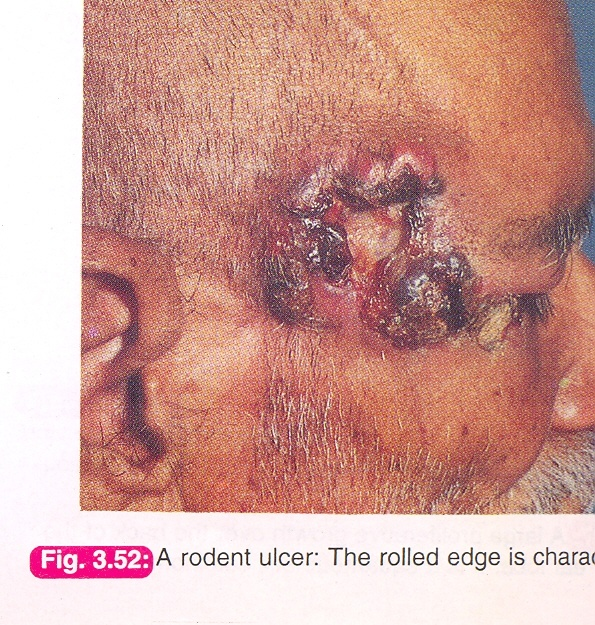 Fig. 3.52: A rodent ulcer: The rolled edge is charac